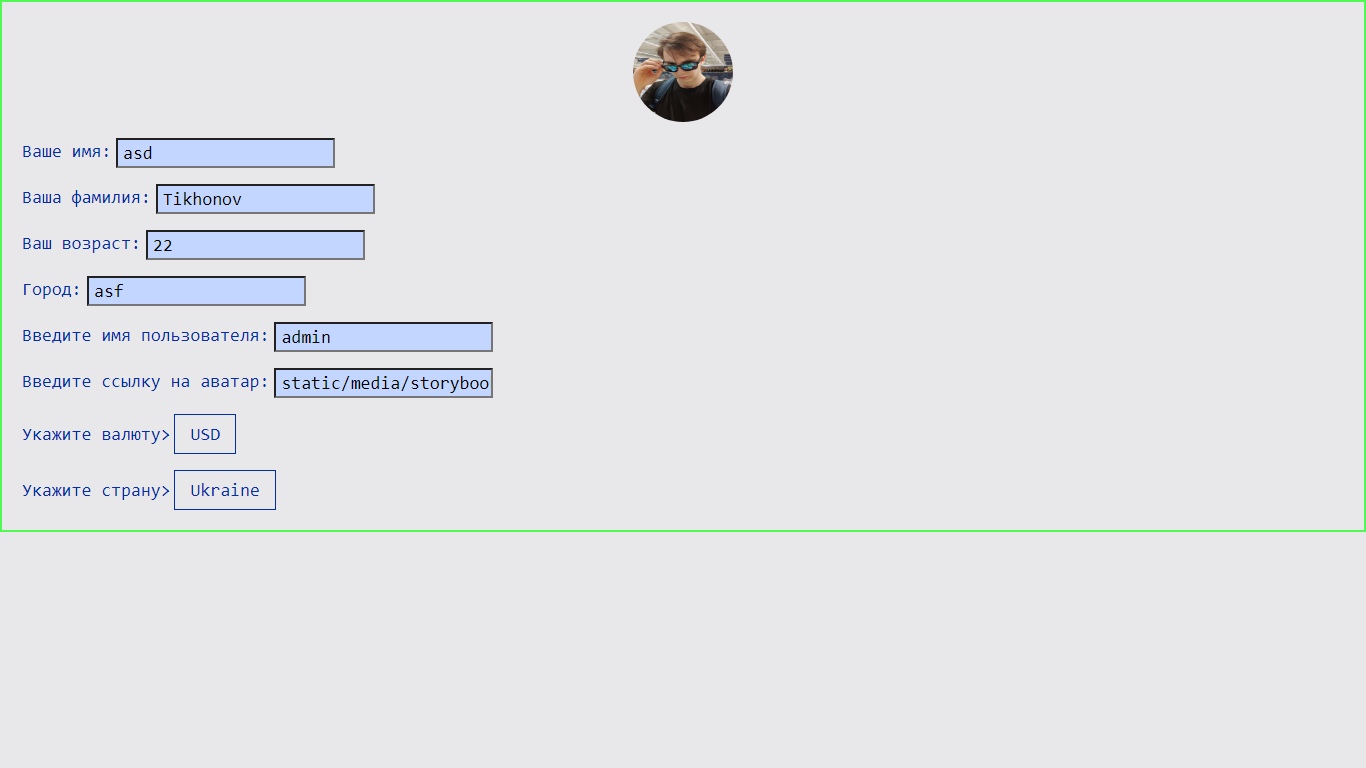 Ваше имя: asd
Ваша фамилия: Tikhonov
Ваш возраст: 22
Город: asf
Введите имя пользователя: admin
Введите ссылку на аватар: static/media/storyboo
Укажите валюту> USD
Укажите страну> Ukraine